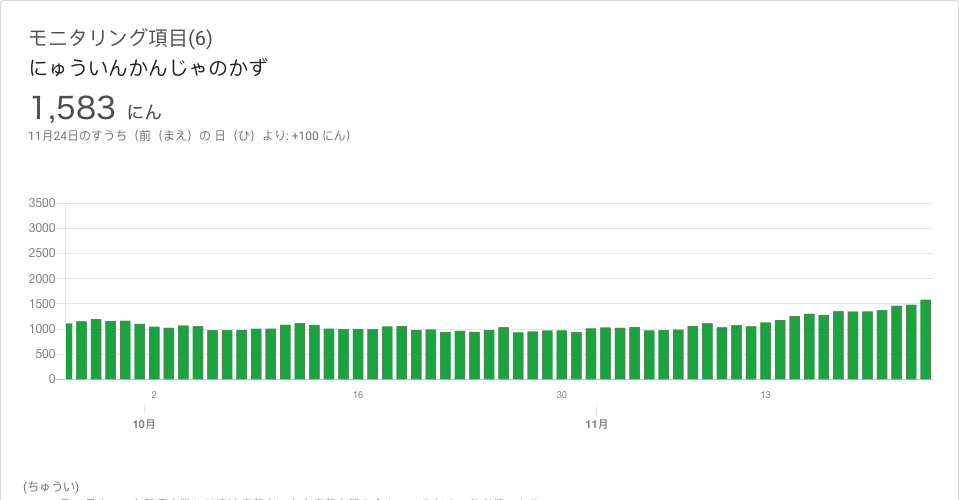 モニタリング項目(6)
にゅういんかんじゃのかず
1,583 にん
11月24日のすうち（前（まえ）の 日（ひ）より: +100 にん）
3500
3000
2500
2000
1500
1000
500
0
2
16
30
13
10月
11月
(ちゅうい)